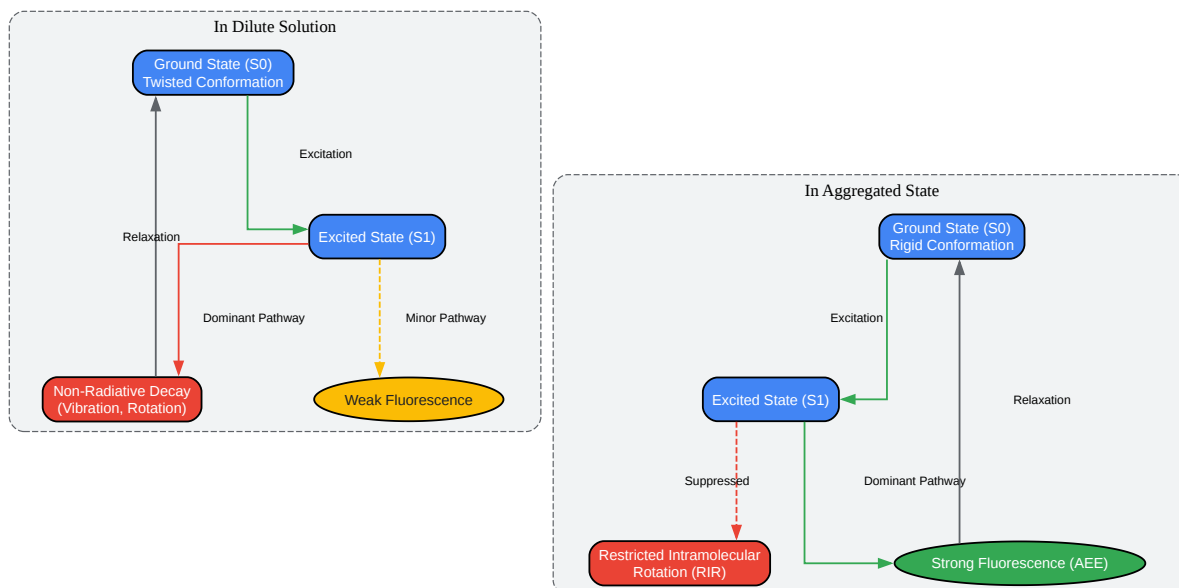 In Dilute Solution
Ground State (S0)
Twisted Conformation
Excitation
Relaxation
Excited State (S1)
Dominant Pathway
Minor Pathway
Non-Radiative Decay
(Vibration, Rotation)
Weak Fluorescence
In Aggregated State
Ground State (S0)
Rigid Conformation
Excitation
Excited State (S1)
Relaxation
Suppressed
Dominant Pathway
Restricted Intramolecular
Rotation (RIR)
Strong Fluorescence (AEE)